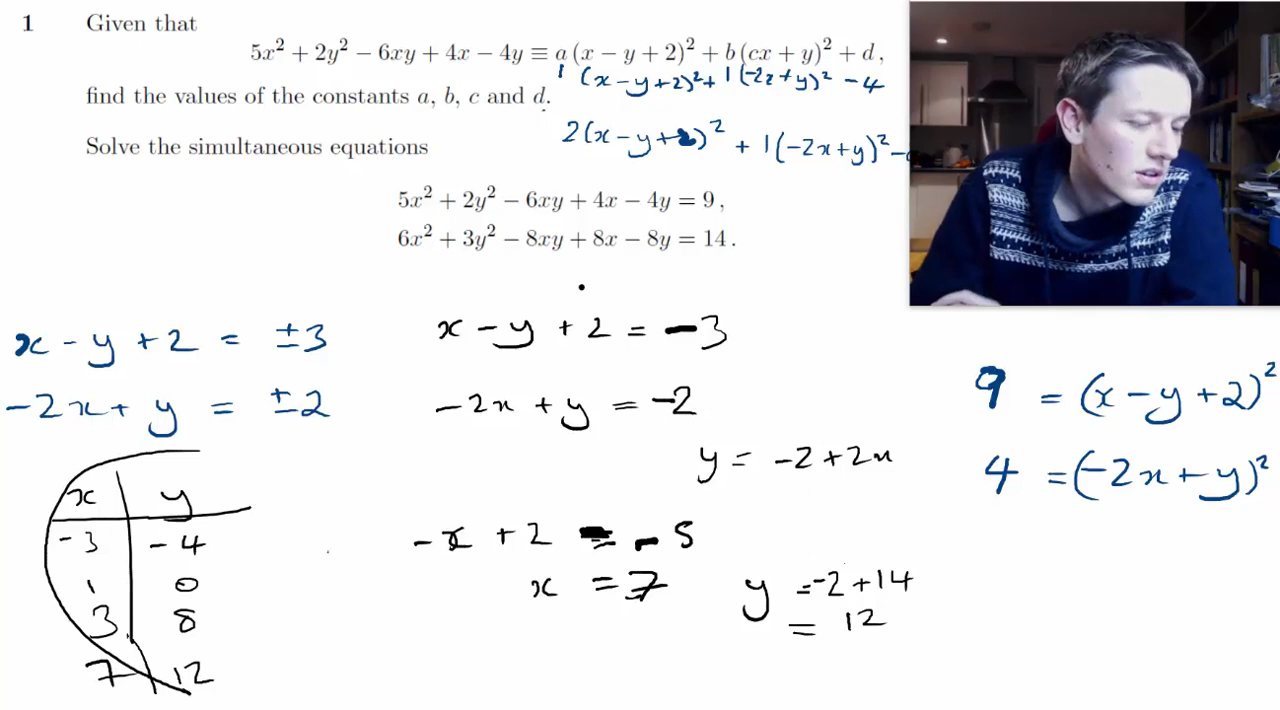 1 Given that
5x² + 2y² − 6xy + 4x − 4y ≡ a (x − y + 2)² + b (cx + y)² + d ,
1 (x − y + 2)² + 1 (−2x + y)² − 4
find the values of the constants a, b, c and d.
2(x − y + 2)² + 1(−2x + y)² −
Solve the simultaneous equations
5x² + 2y² − 6xy + 4x − 4y = 9 ,
6x² + 3y² − 8xy + 8x − 8y = 14 .
x − y + 2 = ±3
−2x + y = ±2
x − y + 2 = −3
−2x + y = −2
y = −2 + 2x
−x + 2 = −5
x = 7
y = −2 + 14
= 12
9 = (x − y + 2)²
4 = (−2x + y)²
x y
−3 −4
1 0
3 8
7 12